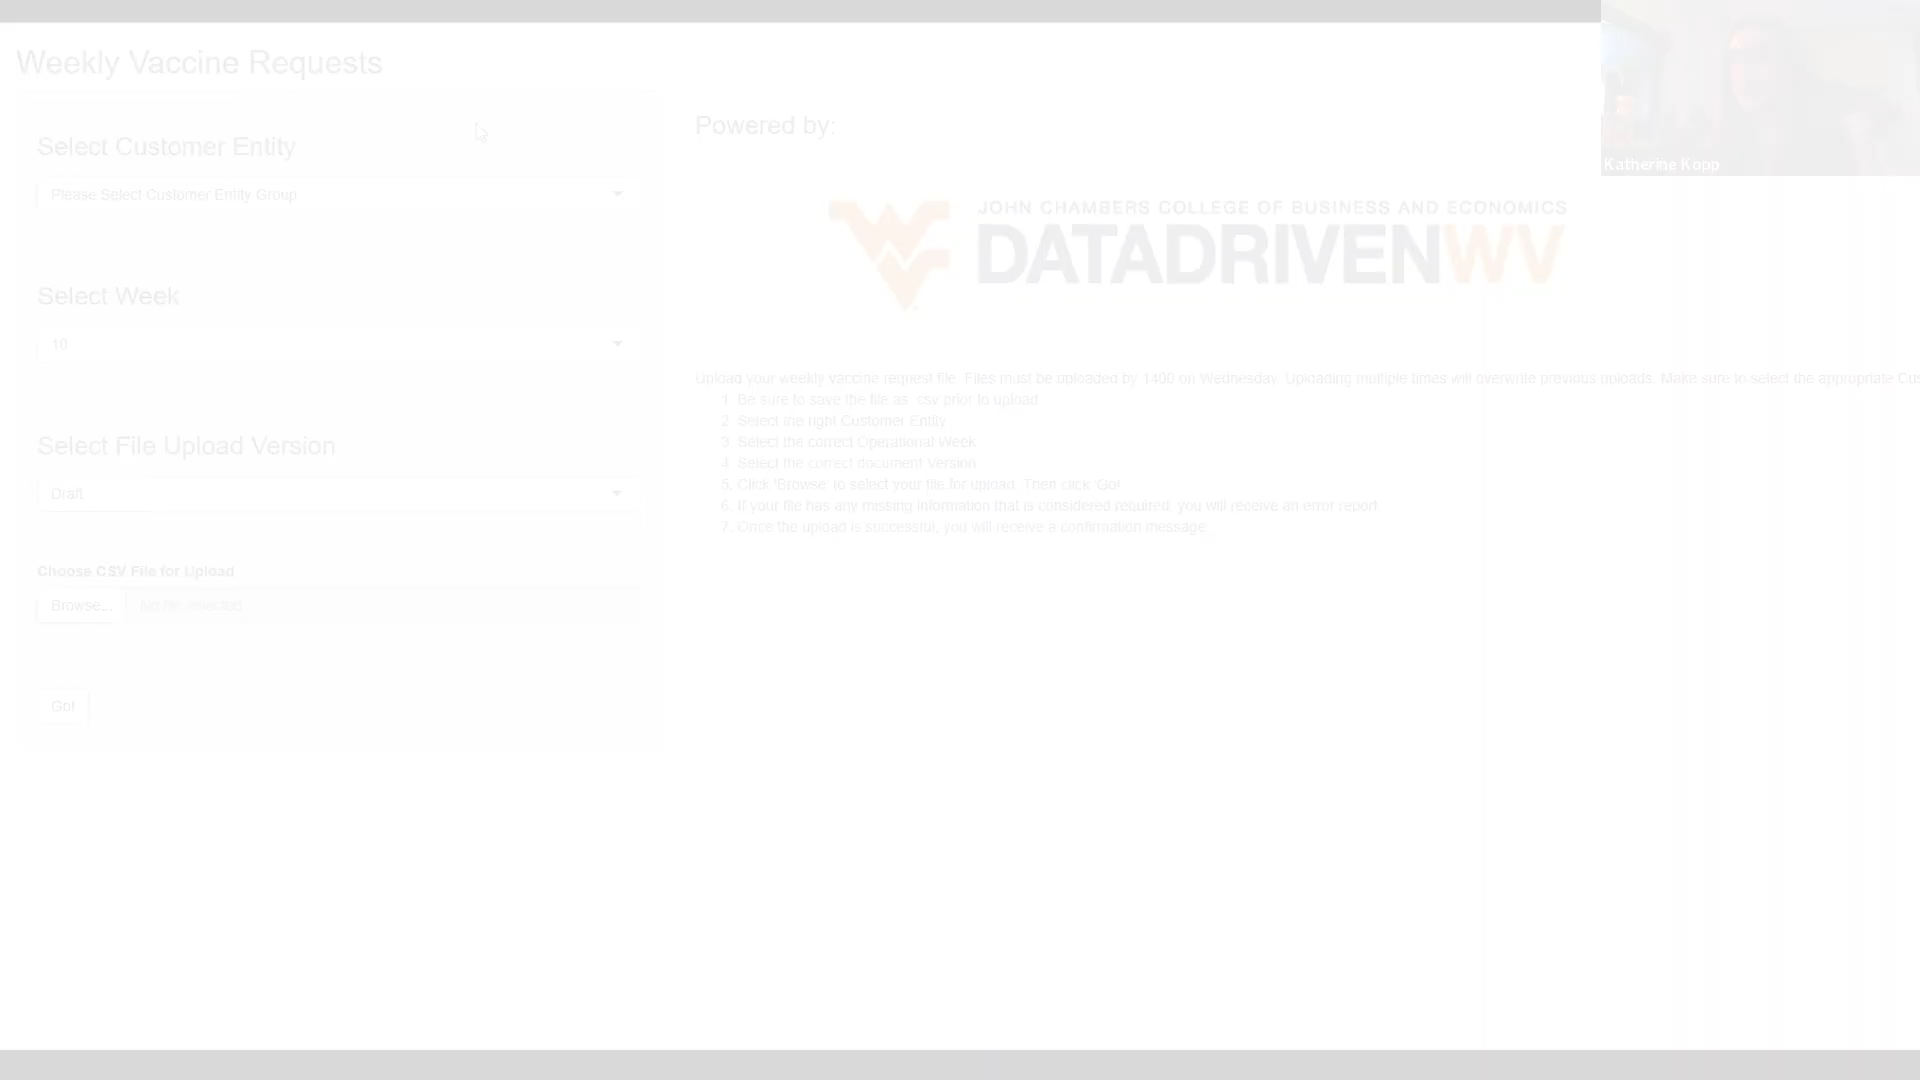 Weekly Vaccine Requests
Select Customer Entity
Please Select Customer Entity Group
Select Week
10
Select File Upload Version
Draft
Choose CSV File for Upload
Browse...
No file selected
Go!
Powered by:
JOHN CHAMBERS COLLEGE OF BUSINESS AND ECONOMICS
DATADRIVENWV
Upload your weekly vaccine request file. Files must be uploaded by 1400 on Wednesday. Uploading multiple times will overwrite previous uploads. Make sure to select the appropriate Cus
1. Be sure to save the file as .csv prior to upload
2. Select the right Customer Entity
3. Select the correct Operational Week
4. Select the correct document Version
5. Click 'Browse' to select your file for upload. Then click 'Go!'
6. If your file has any missing information that is considered required, you will receive an error report
7. Once the upload is successful, you will receive a confirmation message.
Katherine Kopp